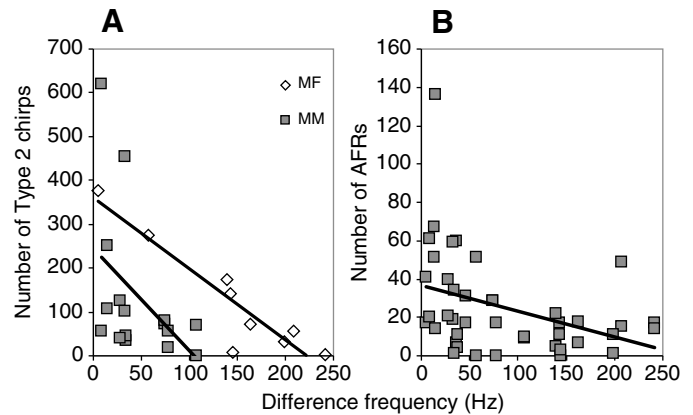 A
Number of Type 2 chirps
700
600
500
400
300
200
100
0
0 50 100 150 200 250
MF
MM
B
Number of AFRs
160
140
120
100
80
60
40
20
0
0 50 100 150 200 250
Difference frequency (Hz)